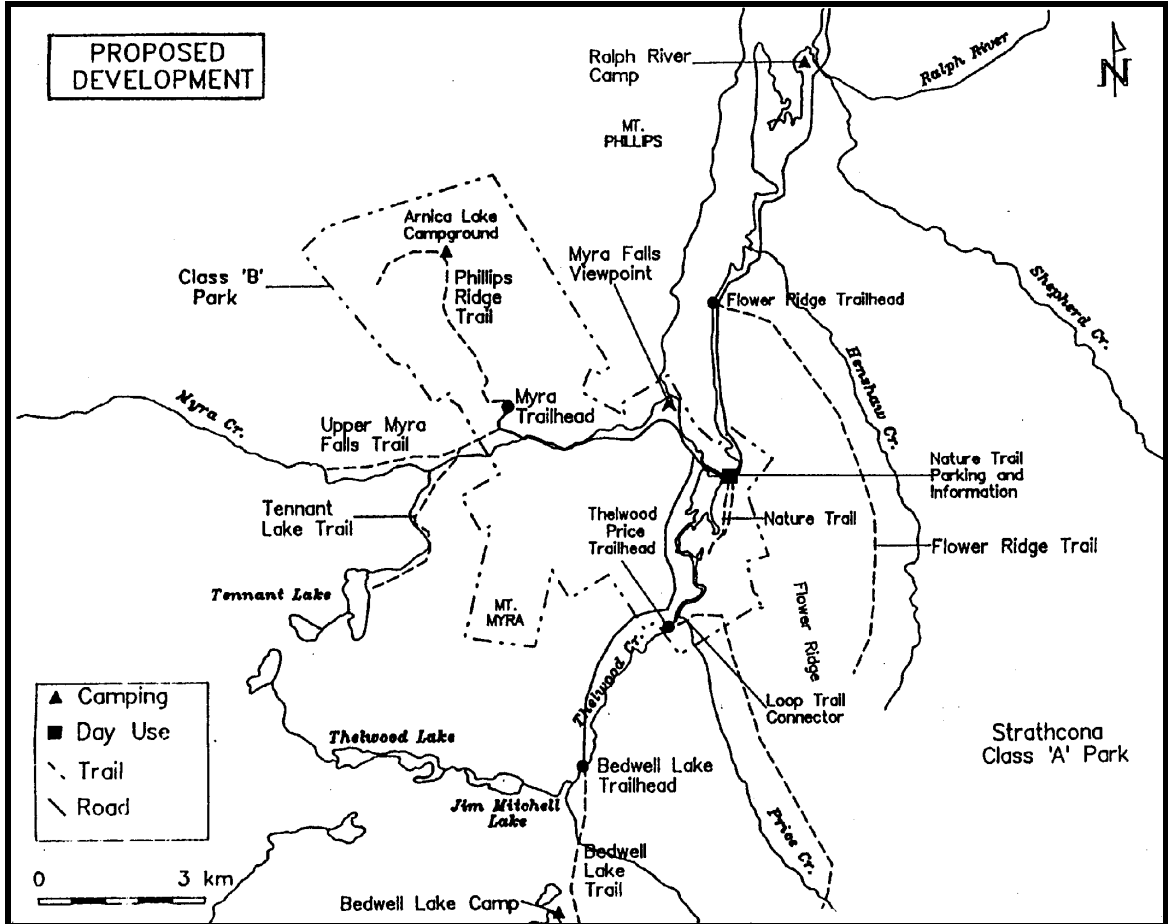 PROPOSED
DEVELOPMENT
Ralph River
Camp
Ralph River
N
MT.
PHILLIPS
Arnica Lake
Campground
Class 'B'
Park
Phillips
Ridge
Trail
Myra Falls
Viewpoint
Flower Ridge Trailhead
Shepherd Cr.
Henshaw Cr.
Myra Cr.
Myra
Trailhead
Upper Myra
Falls Trail
Nature Trail
Parking and
Information
Tennant
Lake Trail
Thelwood
Price
Trailhead
Nature Trail
Flower Ridge Trail
Tennant Lake
MT.
MYRA
Flower Ridge
Thelwood Cr.
Loop Trail
Connector
Camping
Day Use
Trail
Road
Strathcona
Class 'A' Park
Thelwood Lake
Bedwell Lake
Trailhead
Jim Mitchell
Lake
Price Cr.
Bedwell
Lake
Trail
0 3 km
Bedwell Lake Camp